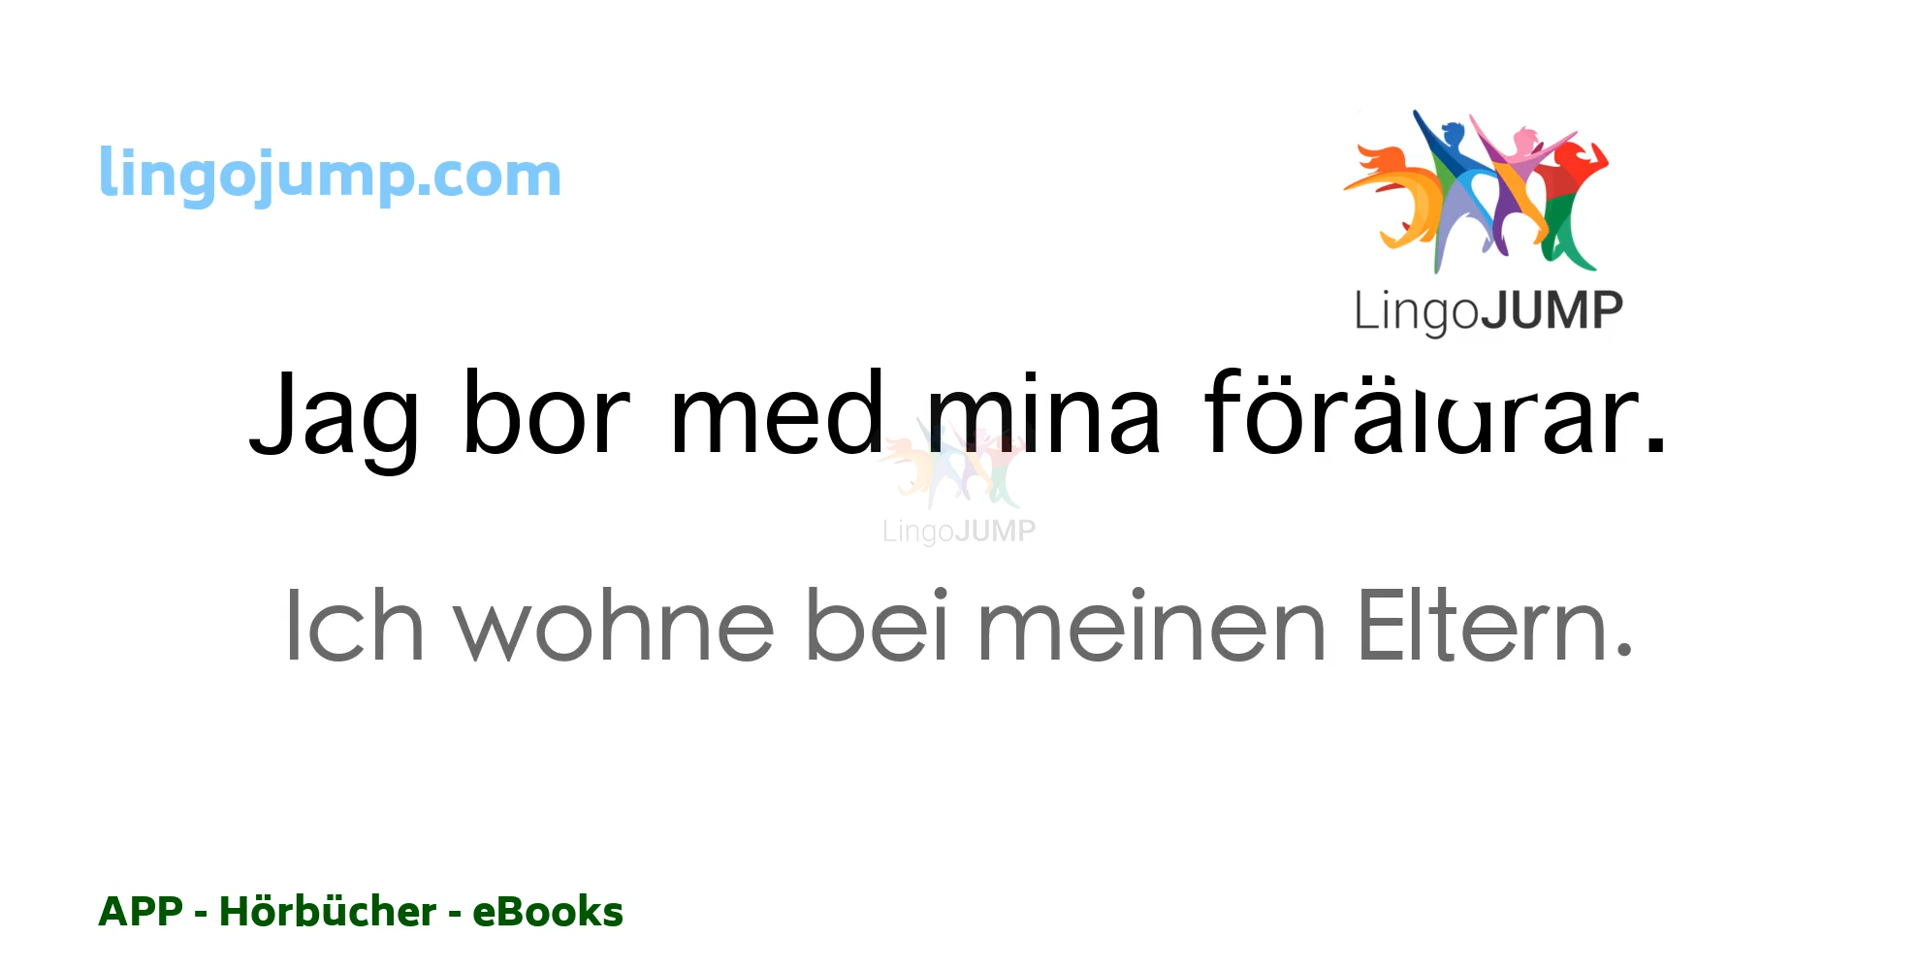 lingojump.com
LingoJUMP
Jag bor med mina föräldrar.
LingoJUMP
Ich wohne bei meinen Eltern.
APP - Hörbücher - eBooks